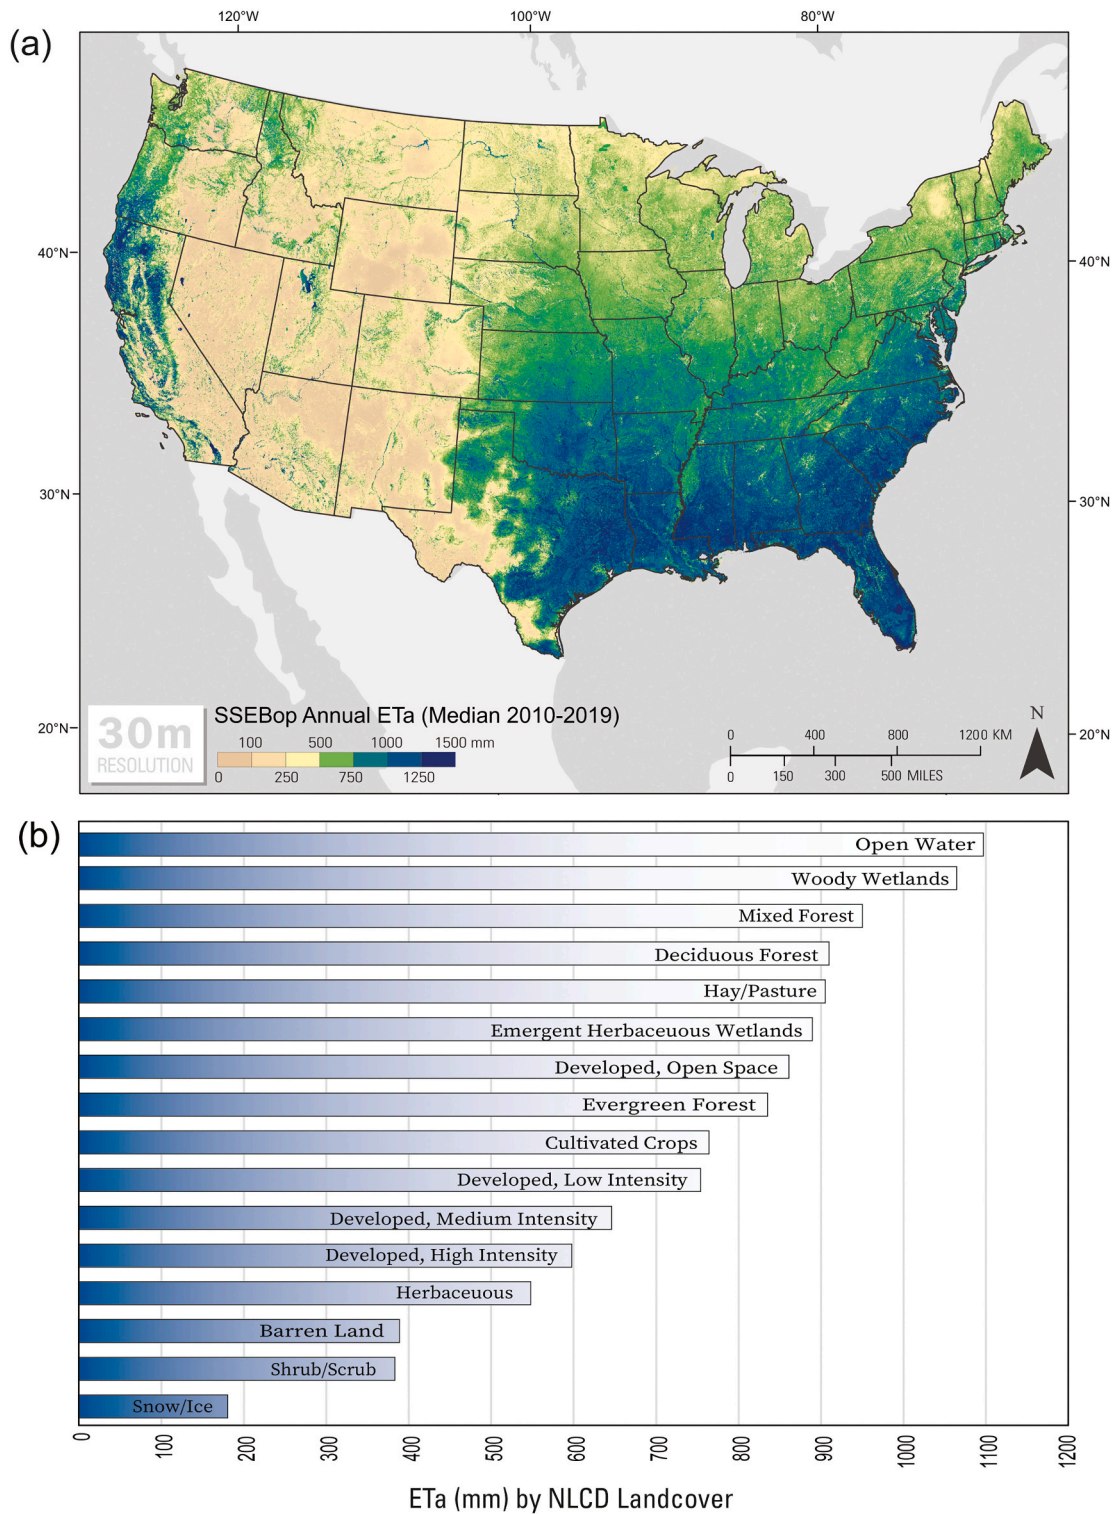 120°W 100°W 80°W
(a)
40°N 40°N
30°N 30°N
20°N 20°N
30m
RESOLUTION
SSEBop Annual ETa (Median 2010-2019)
100 500 1000 1500 mm
0 250 750 1250
0 400 800 1200 KM
0 150 300 500 MILES
N
(b)
Open Water
Woody Wetlands
Mixed Forest
Deciduous Forest
Hay/Pasture
Emergent Herbaceuous Wetlands
Developed, Open Space
Evergreen Forest
Cultivated Crops
Developed, Low Intensity
Developed, Medium Intensity
Developed, High Intensity
Herbaceuous
Barren Land
Shrub/Scrub
Snow/Ice
0 100 200 300 400 500 600 700 800 900 1000 1100 1200
ETa (mm) by NLCD Landcover